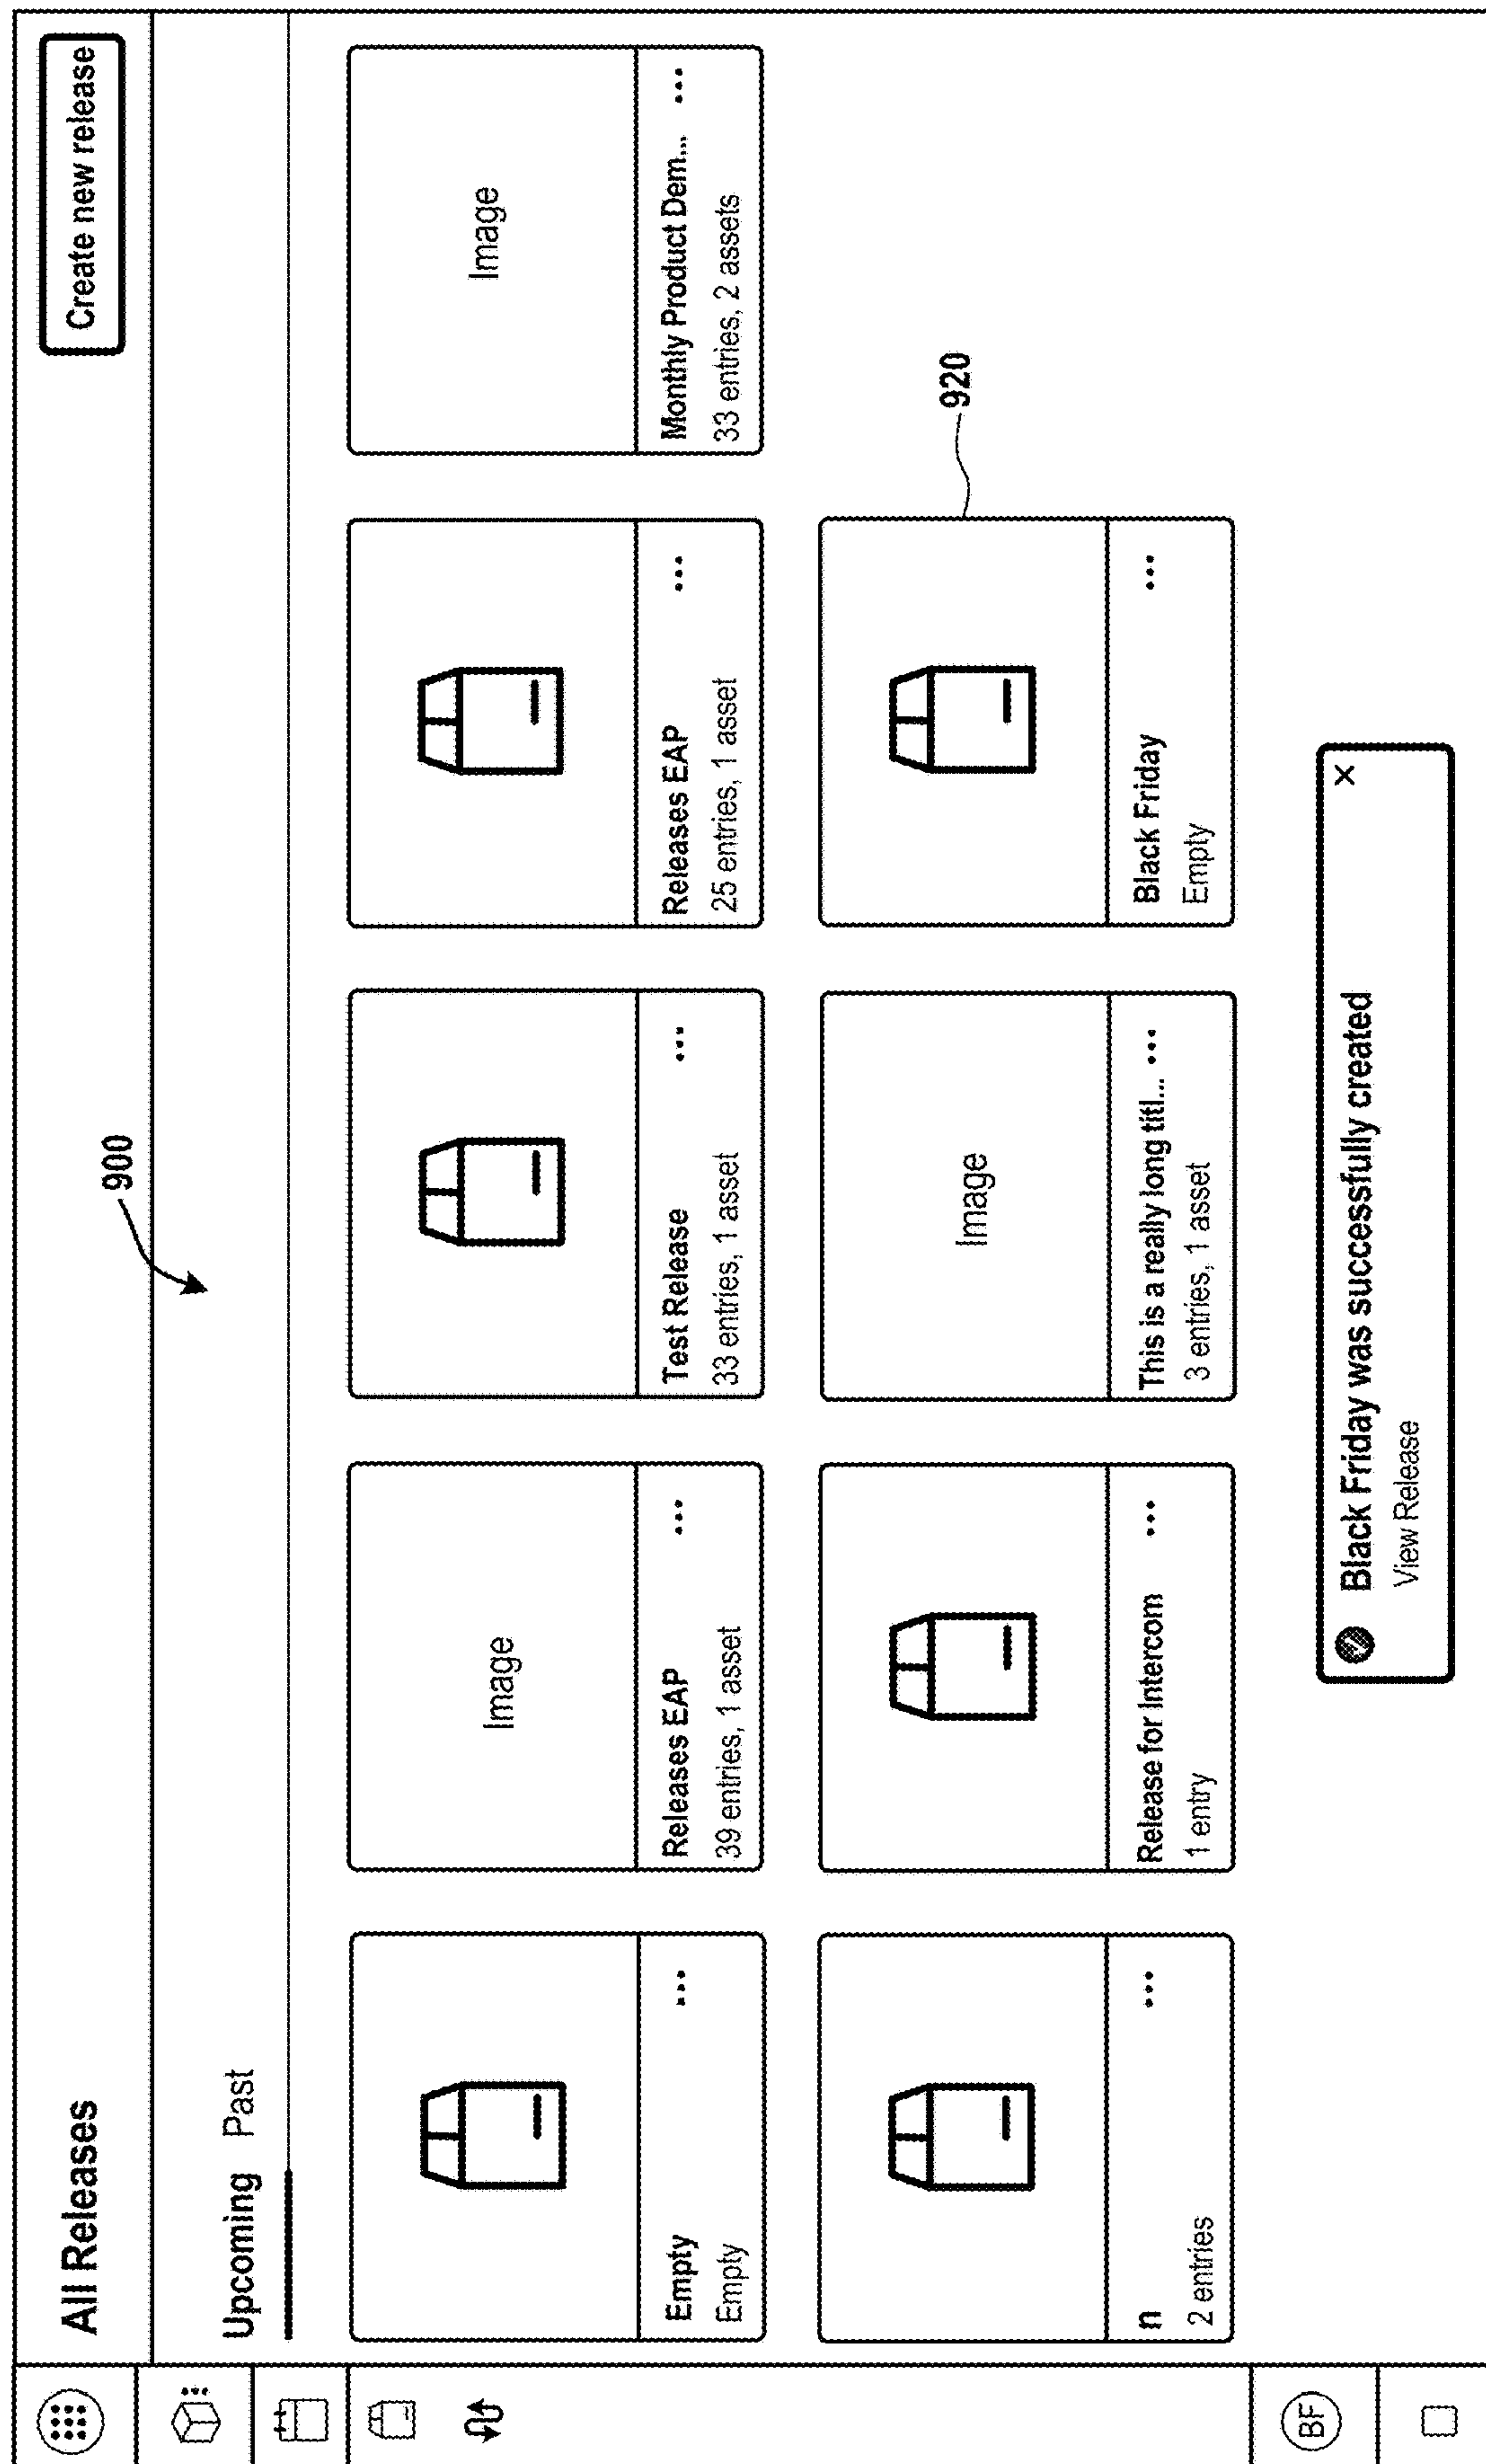 All Releases
Create new release
900
Upcoming Past
Empty
Empty
Releases EAP
39 entries, 1 asset
Test Release
33 entries, 1 asset
Releases EAP
25 entries, 1 asset
Image
Image
Monthly Product Dem...
33 entries, 2 assets
n
2 entries
Release for Intercom
1 entry
Image
This is a really long titl...
3 entries, 1 asset
Black Friday
Empty
920
Black Friday was successfully created
X
View Release
BF